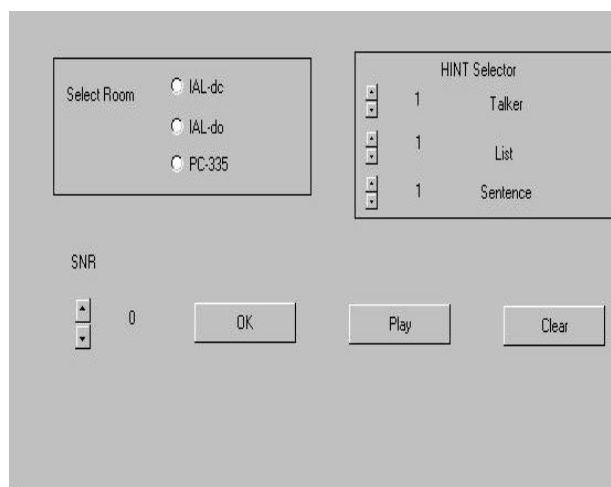 Select Room
IAL-dc
IAL-do
PC-335
HINT Selector
1 Talker
1 List
1 Sentence
SNR
0
OK
Play
Clear